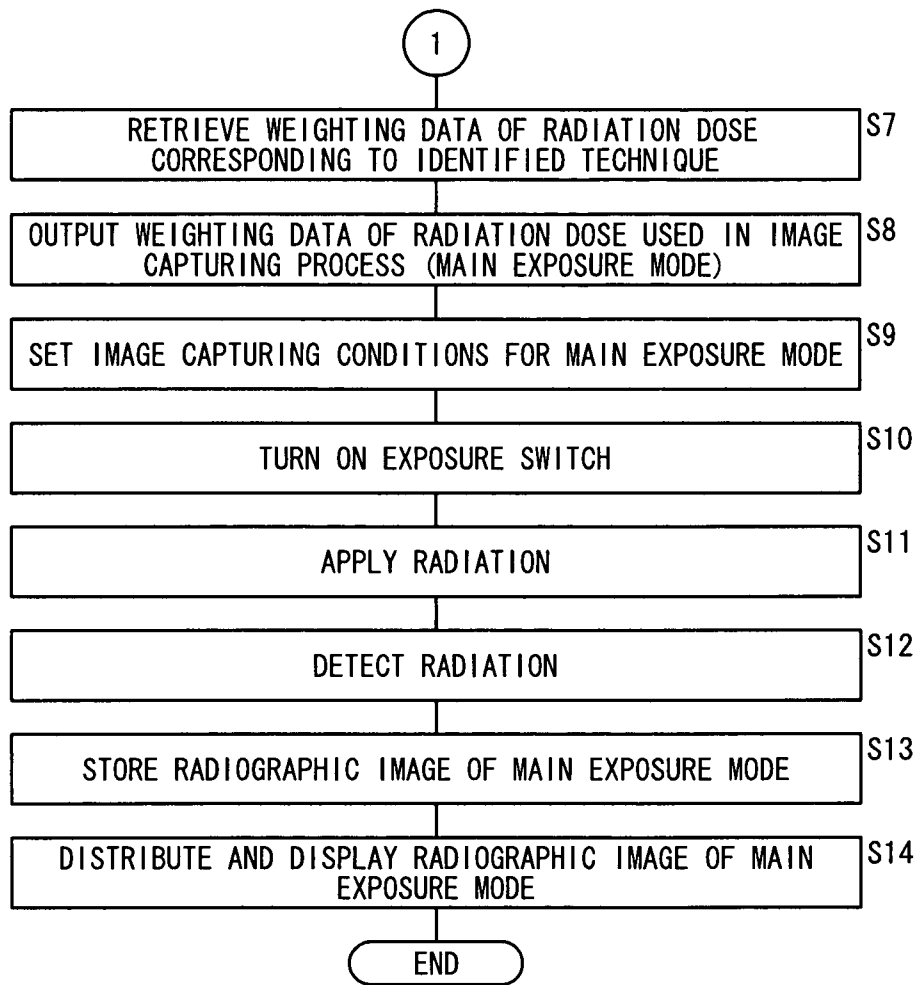 1
RETRIEVE WEIGHTING DATA OF RADIATION DOSE
CORRESPONDING TO IDENTIFIED TECHNIQUE
S7
OUTPUT WEIGHTING DATA OF RADIATION DOSE USED IN IMAGE
CAPTURING PROCESS (MAIN EXPOSURE MODE)
S8
SET IMAGE CAPTURING CONDITIONS FOR MAIN EXPOSURE MODE
S9
TURN ON EXPOSURE SWITCH
S10
APPLY RADIATION
S11
DETECT RADIATION
S12
STORE RADIOGRAPHIC IMAGE OF MAIN EXPOSURE MODE
S13
DISTRIBUTE AND DISPLAY RADIOGRAPHIC IMAGE OF MAIN
EXPOSURE MODE
S14
END